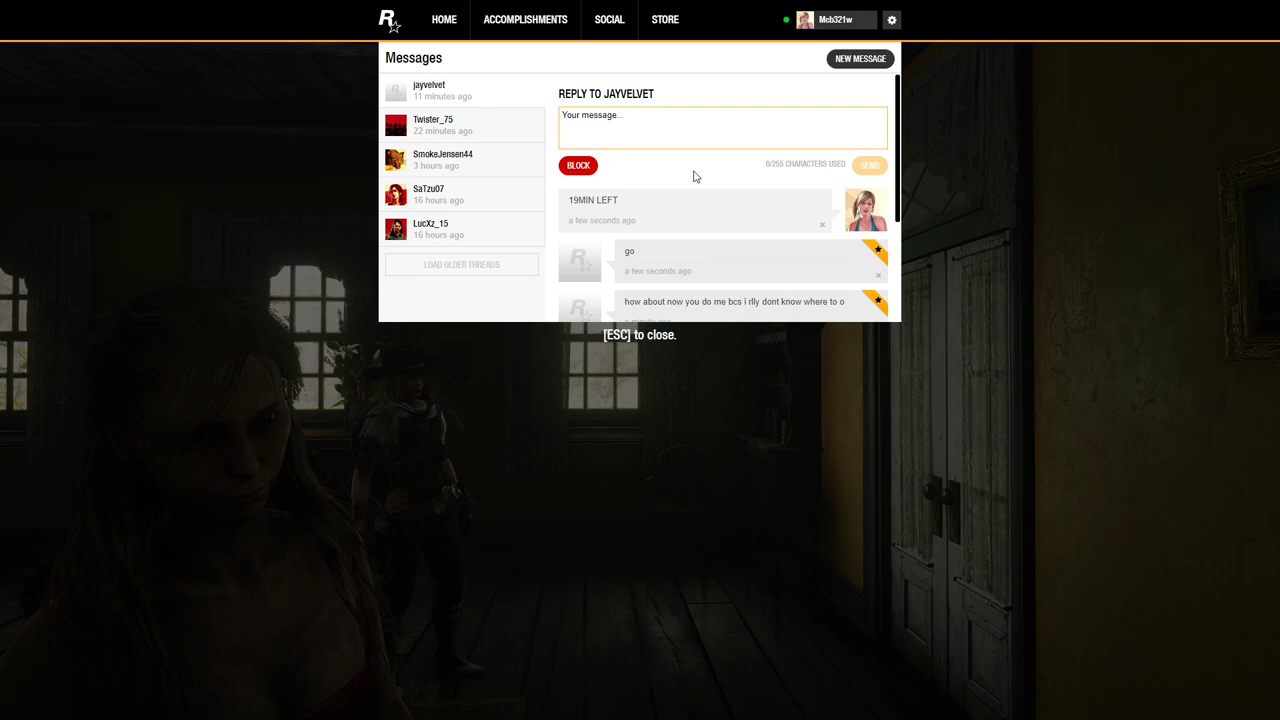 HOME
ACCOMPLISHMENTS
SOCIAL
STORE
Mcb321w
Messages
NEW MESSAGE
jayvelvet
11 minutes ago
Twister_75
22 minutes ago
SmokeJensen44
3 hours ago
SaTzu07
16 hours ago
LucXz_15
16 hours ago
LOAD OLDER THREADS
REPLY TO JAYVELVET
Your message...
BLOCK
0/255 CHARACTERS USED
SEND
19MIN LEFT
a few seconds ago
go
a few seconds ago
how about now you do me bcs i rlly dont know where to o
[ESC] to close.